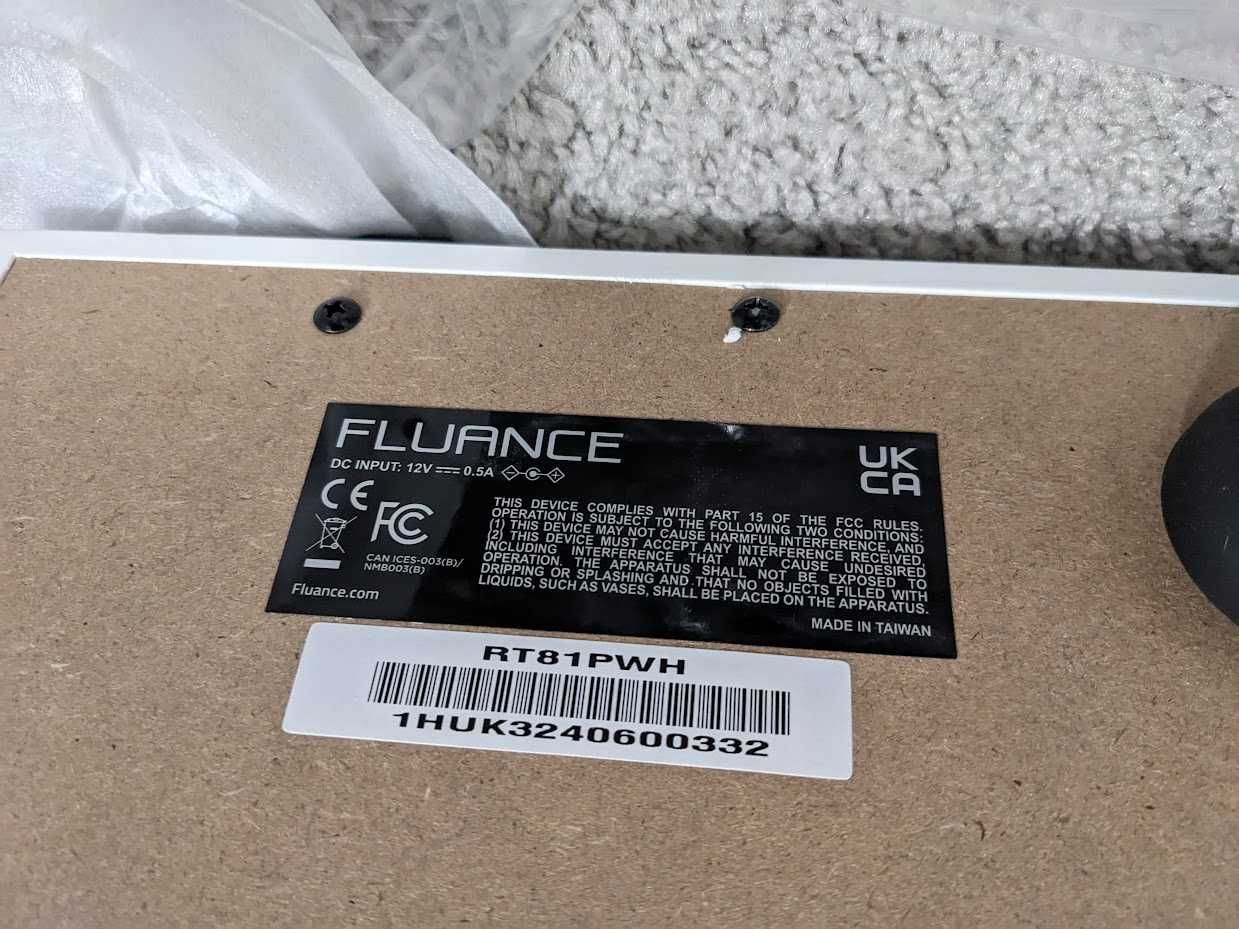 FLUANCE
DC INPUT: 12V 0.5A
UK
CA
CE
FC
CAN ICES-003(B)/
NMB003(B)
Fluance.com
THIS DEVICE COMPLIES WITH PART 15 OF THE FCC RULES.
OPERATION IS SUBJECT TO THE FOLLOWING TWO CONDITIONS:
(1) THIS DEVICE MAY NOT CAUSE HARMFUL INTERFERENCE, AND
(2) THIS DEVICE MUST ACCEPT ANY INTERFERENCE RECEIVED,
INCLUDING INTERFERENCE THAT MAY CAUSE UNDESIRED
OPERATION. THE APPARATUS SHALL NOT BE EXPOSED TO
DRIPPING OR SPLASHING AND THAT NO OBJECTS FILLED WITH
LIQUIDS, SUCH AS VASES, SHALL BE PLACED ON THE APPARATUS.
MADE IN TAIWAN
RT81PWH
1HUK3240600332